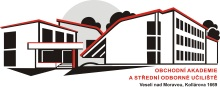 OBCHODNÍ AKADEMIE
A STŘEDNÍ ODBORNÉ UČILIŠTĚ
Veselí nad Moravou, Kollárova 1669